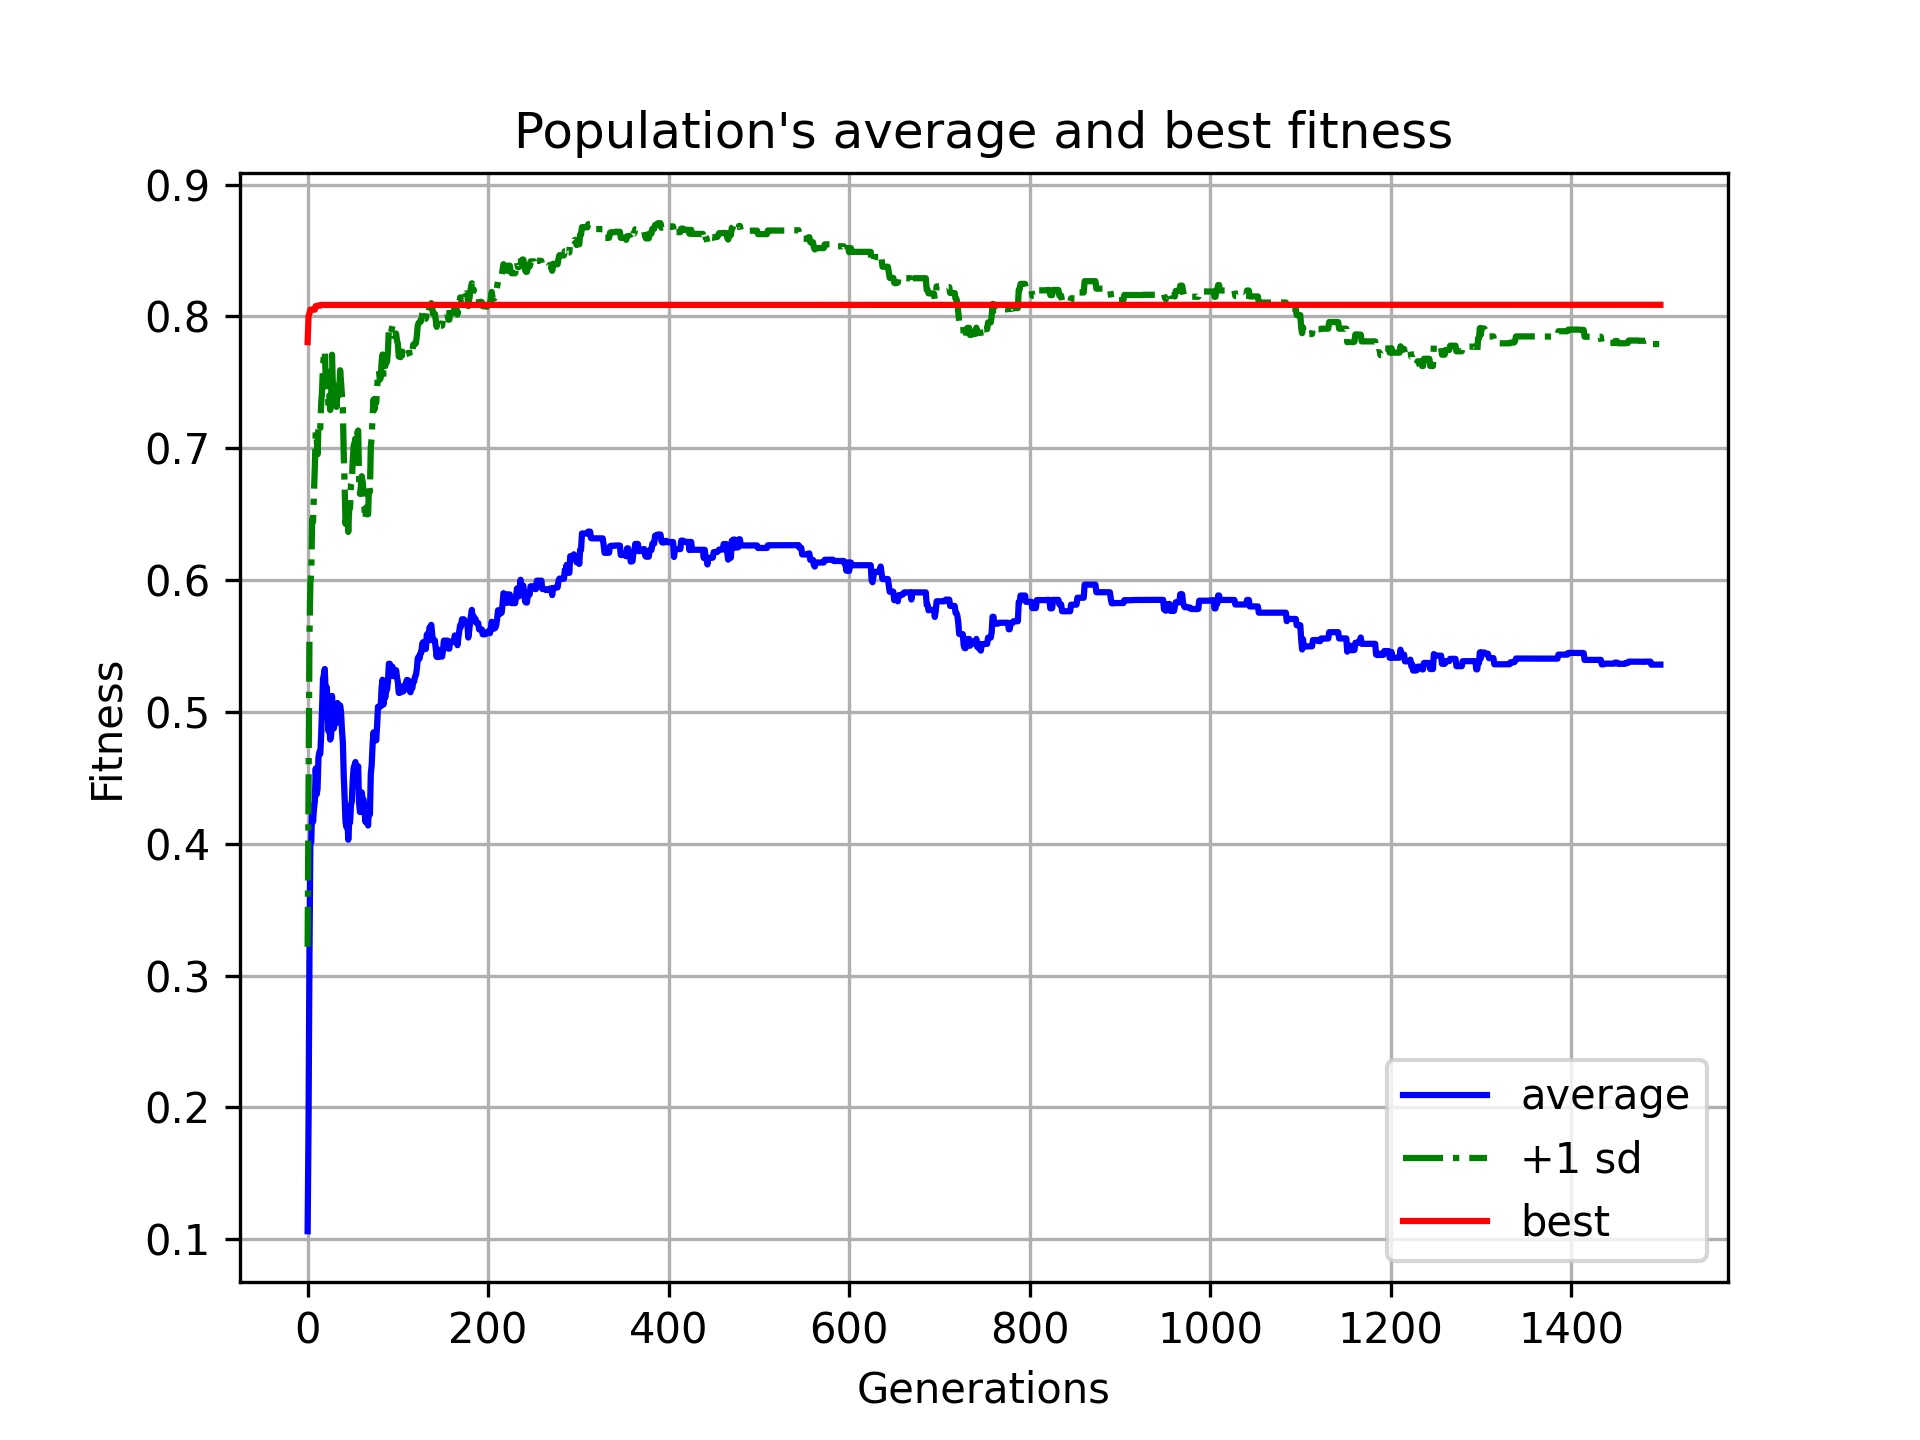 Population's average and best fitness
0.9
0.8
0.7
0.6
0.5
0.4
0.3
0.2
0.1
Fitness
average
+1 sd
best
0 200 400 600 800 1000 1200 1400
Generations